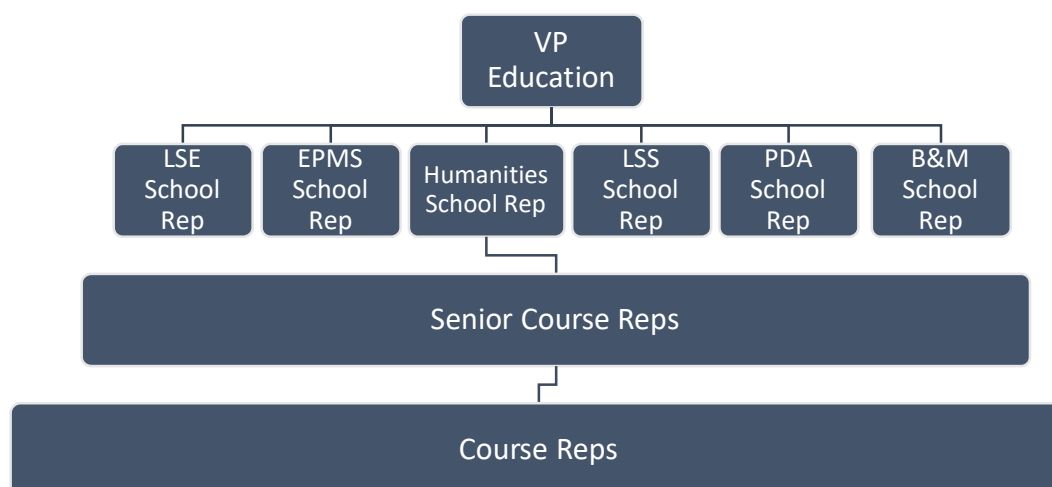 VP
Education
LSE
School
Rep
EPMS
School
Rep
Humanities
School Rep
LSS
School
Rep
PDA
School
Rep
B&M
School
Rep
Senior Course Reps
Course Reps